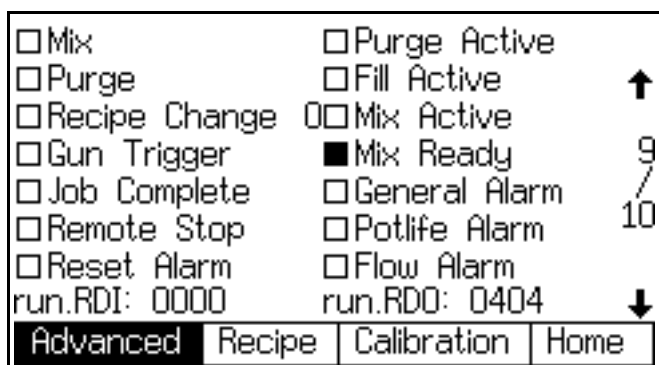 □Mix □Purge Active
□Purge □Fill Active
□Recipe Change 0□Mix Active
□Gun Trigger ■Mix Ready
□Job Complete □General Alarm
□Remote Stop □Potlife Alarm
□Reset Alarm □Flow Alarm
run.RDI: 0000 run.RDO: 0404
↑
9
/
10
↓
Advanced Recipe Calibration Home